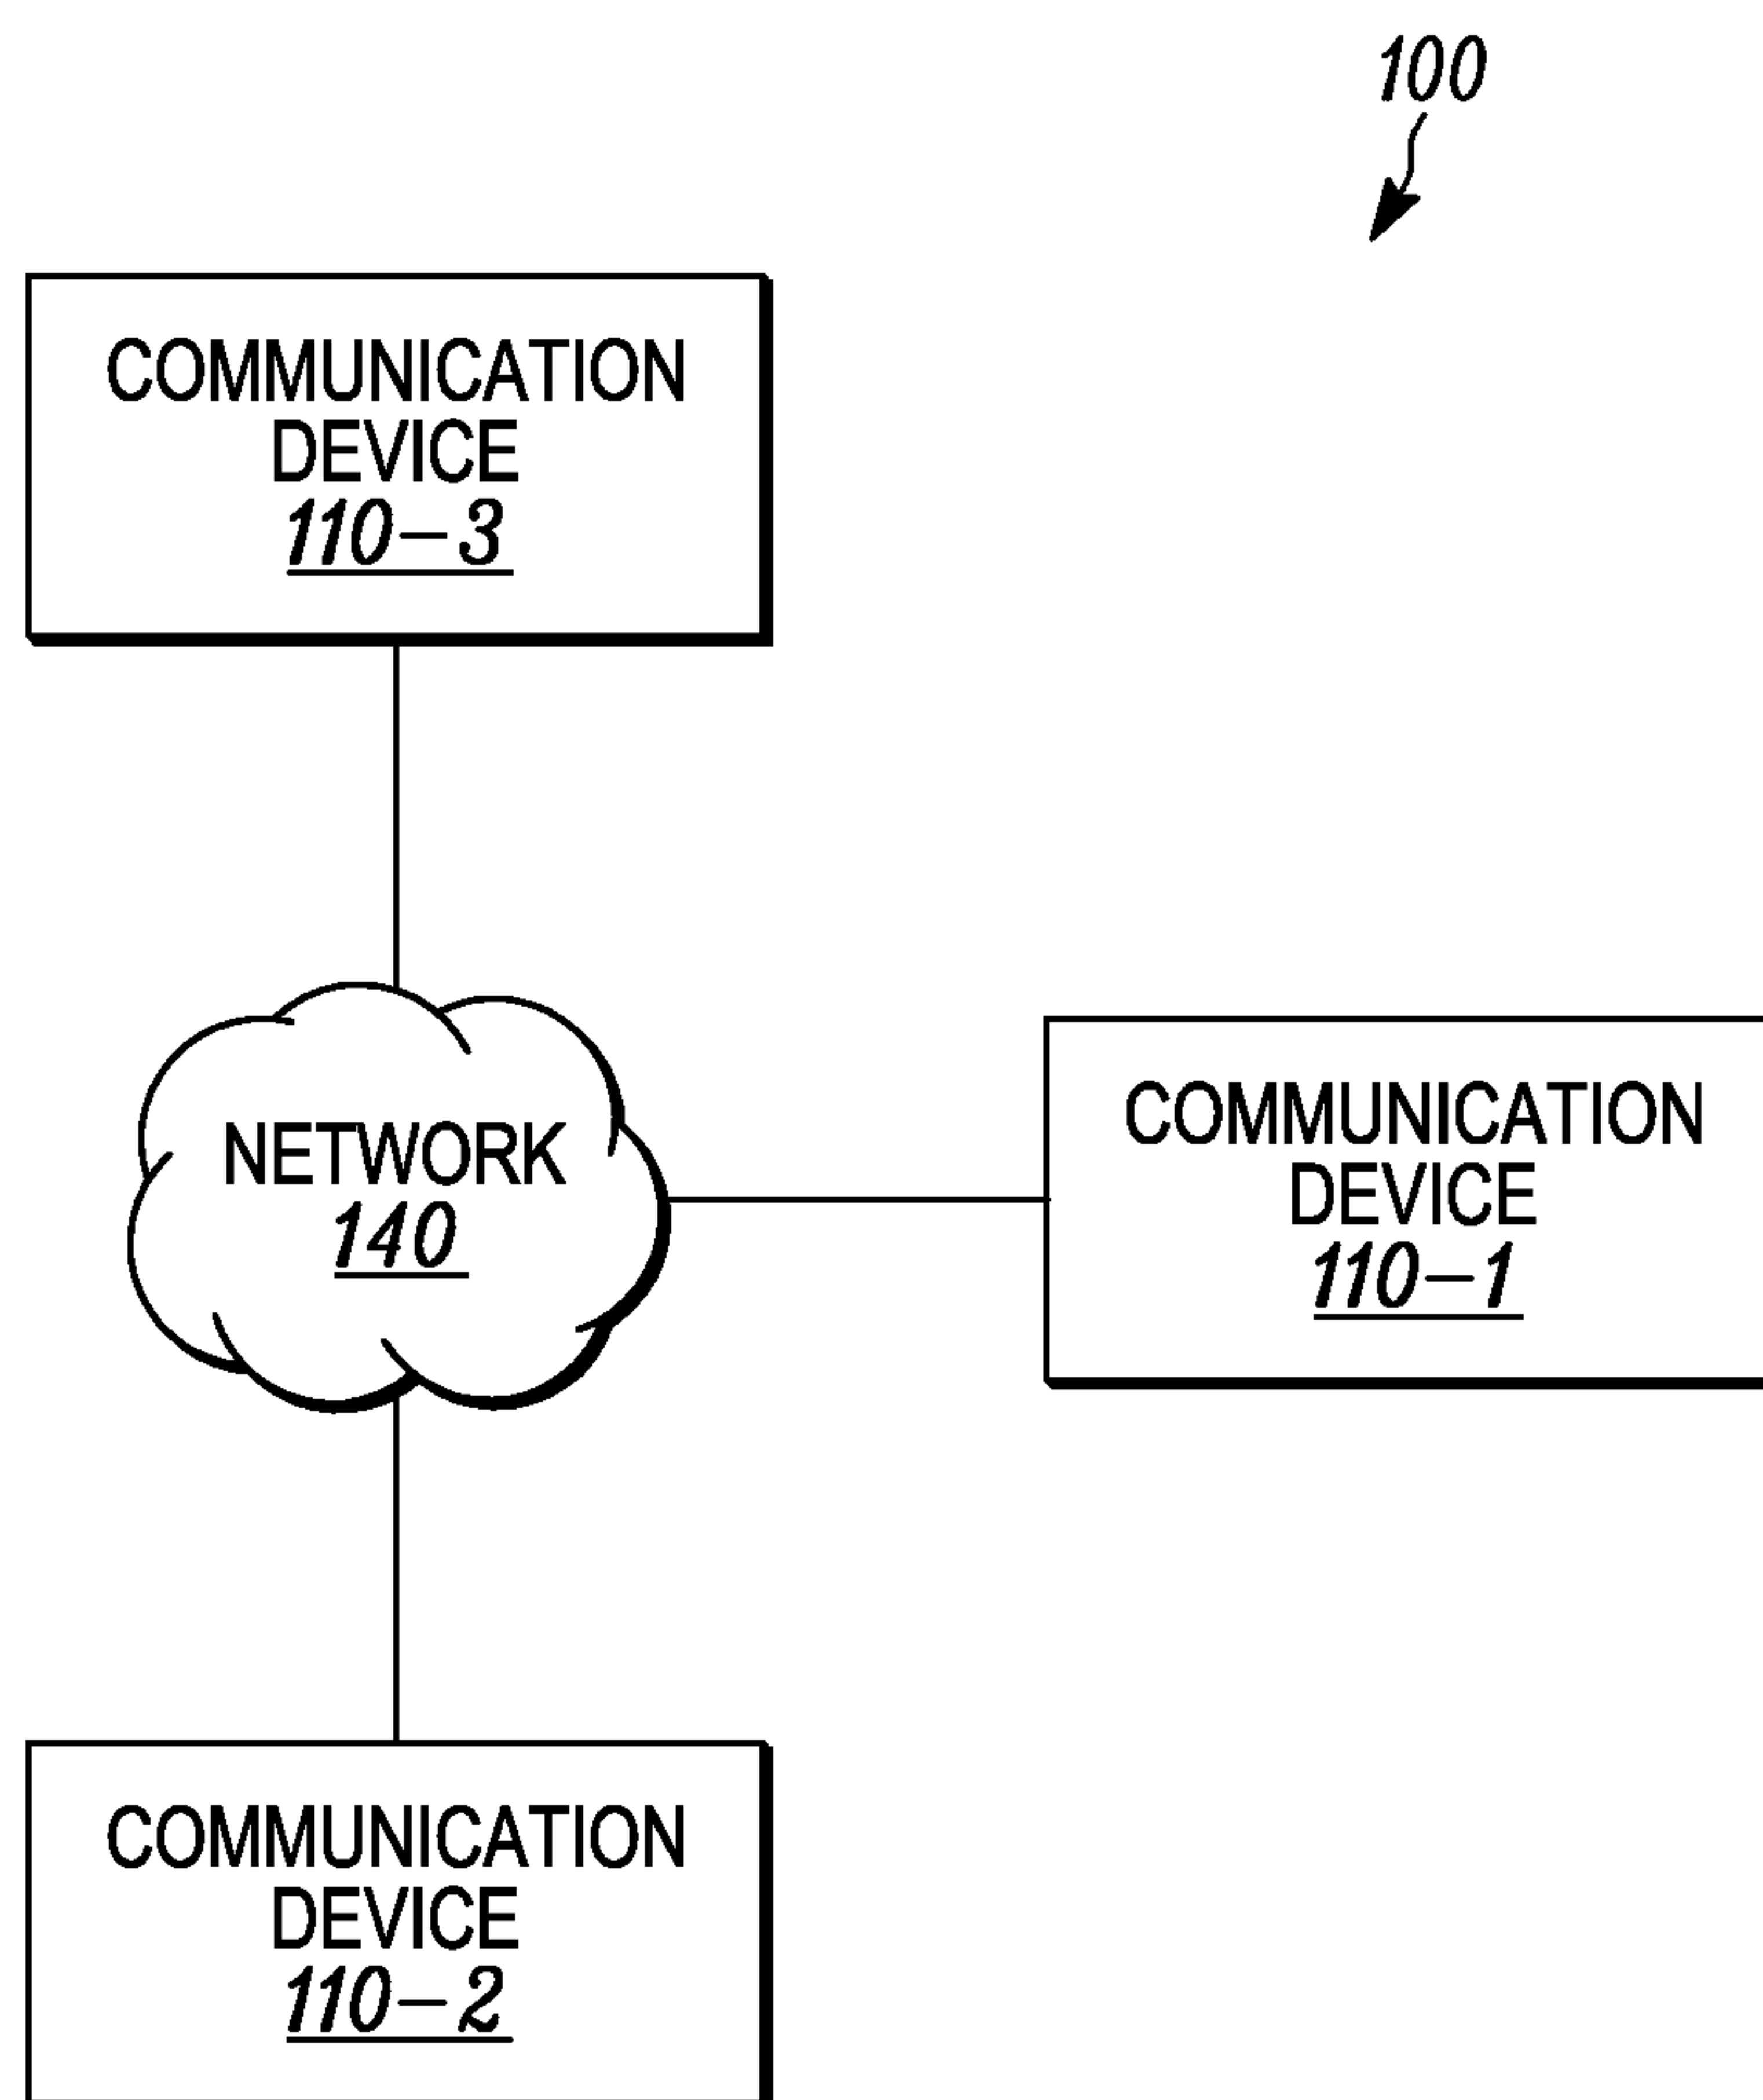 100
COMMUNICATION
DEVICE
110-3
NETWORK
140
COMMUNICATION
DEVICE
110-1
COMMUNICATION
DEVICE
110-2